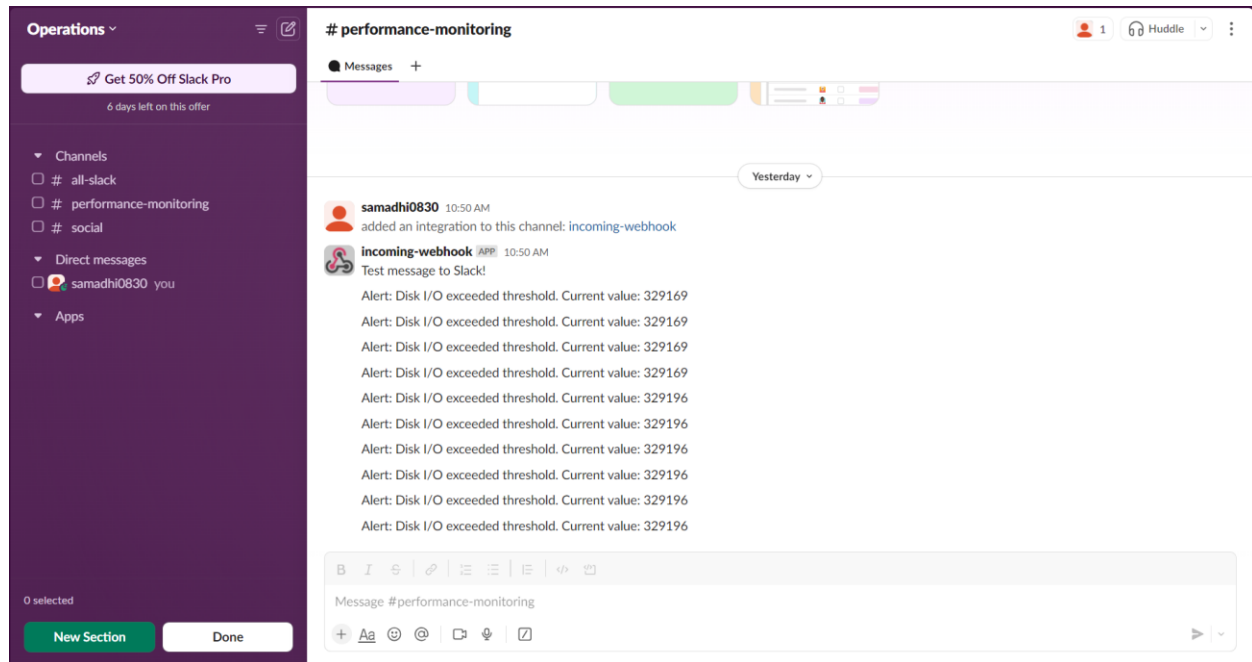 Operations
Get 50% Off Slack Pro
6 days left on this offer
Channels
# all-slack
# performance-monitoring
# social
Direct messages
samadhi0830 you
Apps
0 selected
New Section
Done
# performance-monitoring
1
Huddle
Messages +
Yesterday
samadhi0830 10:50 AM
added an integration to this channel: incoming-webhook
incoming-webhook APP 10:50 AM
Test message to Slack!
Alert: Disk I/O exceeded threshold. Current value: 329169
Alert: Disk I/O exceeded threshold. Current value: 329169
Alert: Disk I/O exceeded threshold. Current value: 329169
Alert: Disk I/O exceeded threshold. Current value: 329169
Alert: Disk I/O exceeded threshold. Current value: 329196
Alert: Disk I/O exceeded threshold. Current value: 329196
Alert: Disk I/O exceeded threshold. Current value: 329196
Alert: Disk I/O exceeded threshold. Current value: 329196
Alert: Disk I/O exceeded threshold. Current value: 329196
Alert: Disk I/O exceeded threshold. Current value: 329196
B I S
Message #performance-monitoring
+ Aa @